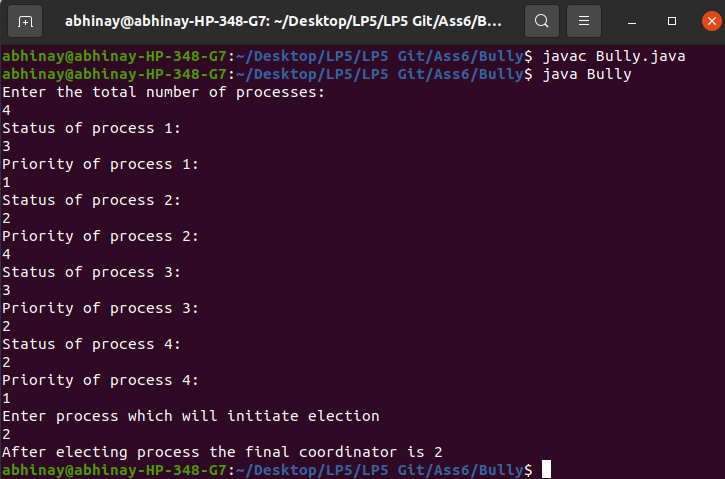 abhinay@abhinay-HP-348-G7: ~/Desktop/LP5/LP5 Git/Ass6/B...
abhinay@abhinay-HP-348-G7:~/Desktop/LP5/LP5 Git/Ass6/Bully$ javac Bully.java
abhinay@abhinay-HP-348-G7:~/Desktop/LP5/LP5 Git/Ass6/Bully$ java Bully
Enter the total number of processes:
4
Status of process 1:
3
Priority of process 1:
1
Status of process 2:
2
Priority of process 2:
4
Status of process 3:
3
Priority of process 3:
2
Status of process 4:
2
Priority of process 4:
1
Enter process which will initiate election
2
After electing process the final coordinator is 2
abhinay@abhinay-HP-348-G7:~/Desktop/LP5/LP5 Git/Ass6/Bully$